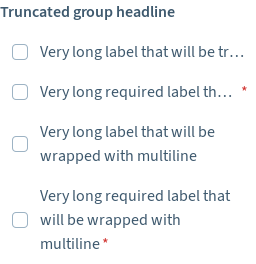 Truncated group headline
Very long label that will be tr…
Very long required label th… *
Very long label that will be
wrapped with multiline
Very long required label that
will be wrapped with
multiline *